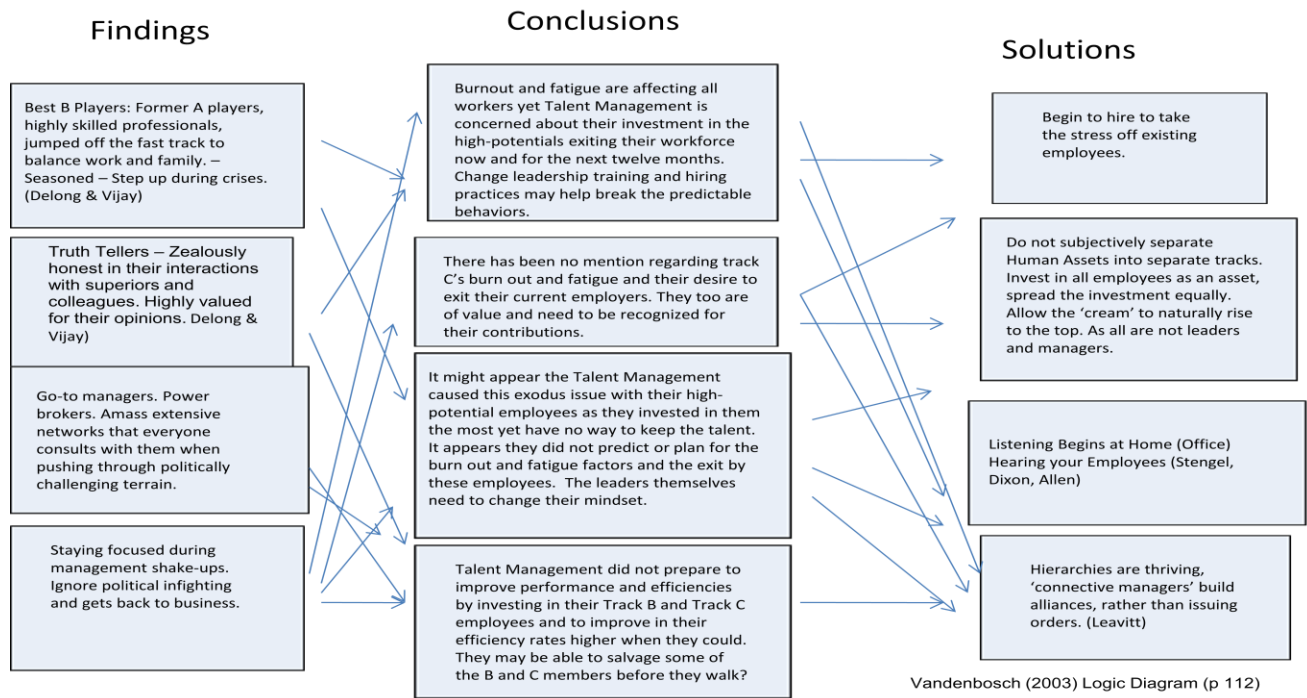 Findings
Conclusions
Solutions
Best B Players: Former A players,
highly skilled professionals,
jumped off the fast track to
balance work and family. –
Seasoned – Step up during crises.
(Delong & Vijay)
Truth Tellers – Zealously
honest in their interactions
with superiors and
colleagues. Highly valued
for their opinions. Delong &
Vijay)
Go-to managers. Power
brokers. Amass extensive
networks that everyone
consults with them when
pushing through politically
challenging terrain.
Staying focused during
management shake-ups.
Ignore political infighting
and gets back to business.
Burnout and fatigue are affecting all
workers yet Talent Management is
concerned about their investment in the
high-potentials exiting their workforce
now and for the next twelve months.
Change leadership training and hiring
practices may help break the predictable
behaviors.
There has been no mention regarding track
C's burn out and fatigue and their desire to
exit their current employers. They too are
of value and need to be recognized for
their contributions.
It might appear the Talent Management
caused this exodus issue with their high-
potential employees as they invested in them
the most yet have no way to keep the talent.
It appears they did not predict or plan for the
burn out and fatigue factors and the exit by
these employees.  The leaders themselves
need to change their mindset.
Talent Management did not prepare to
improve performance and efficiencies
by investing in their Track B and Track C
employees and to improve in their
efficiency rates higher when they could.
They may be able to salvage some of
the B and C members before they walk?
Begin to hire to take
the stress off existing
employees.
Do not subjectively separate
Human Assets into separate tracks.
Invest in all employees as an asset,
spread the investment equally.
Allow the 'cream' to naturally rise
to the top. As all are not leaders
and managers.
Listening Begins at Home (Office)
Hearing your Employees (Stengel,
Dixon, Allen)
Hierarchies are thriving,
'connective managers' build
alliances, rather than issuing
orders. (Leavitt)
Vandenbosch (2003) Logic Diagram (p 112)